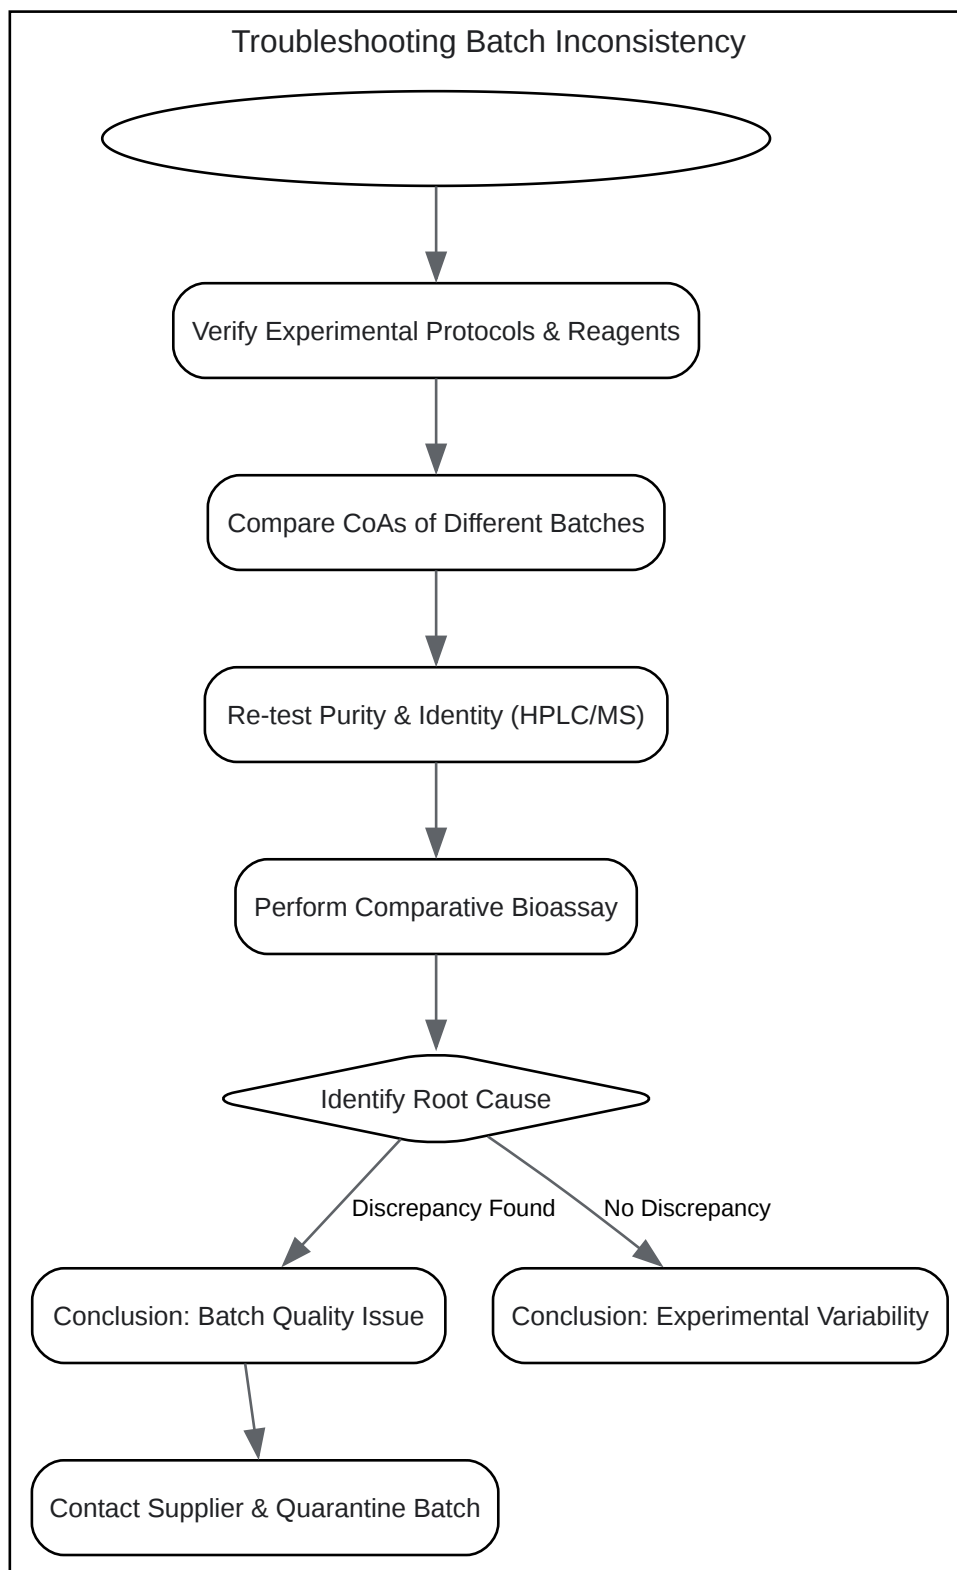 Troubleshooting Batch Inconsistency
Verify Experimental Protocols & Reagents
Compare CoAs of Different Batches
Re-test Purity & Identity (HPLC/MS)
Perform Comparative Bioassay
Identify Root Cause
Discrepancy Found
No Discrepancy
Conclusion: Batch Quality Issue
Conclusion: Experimental Variability
Contact Supplier & Quarantine Batch